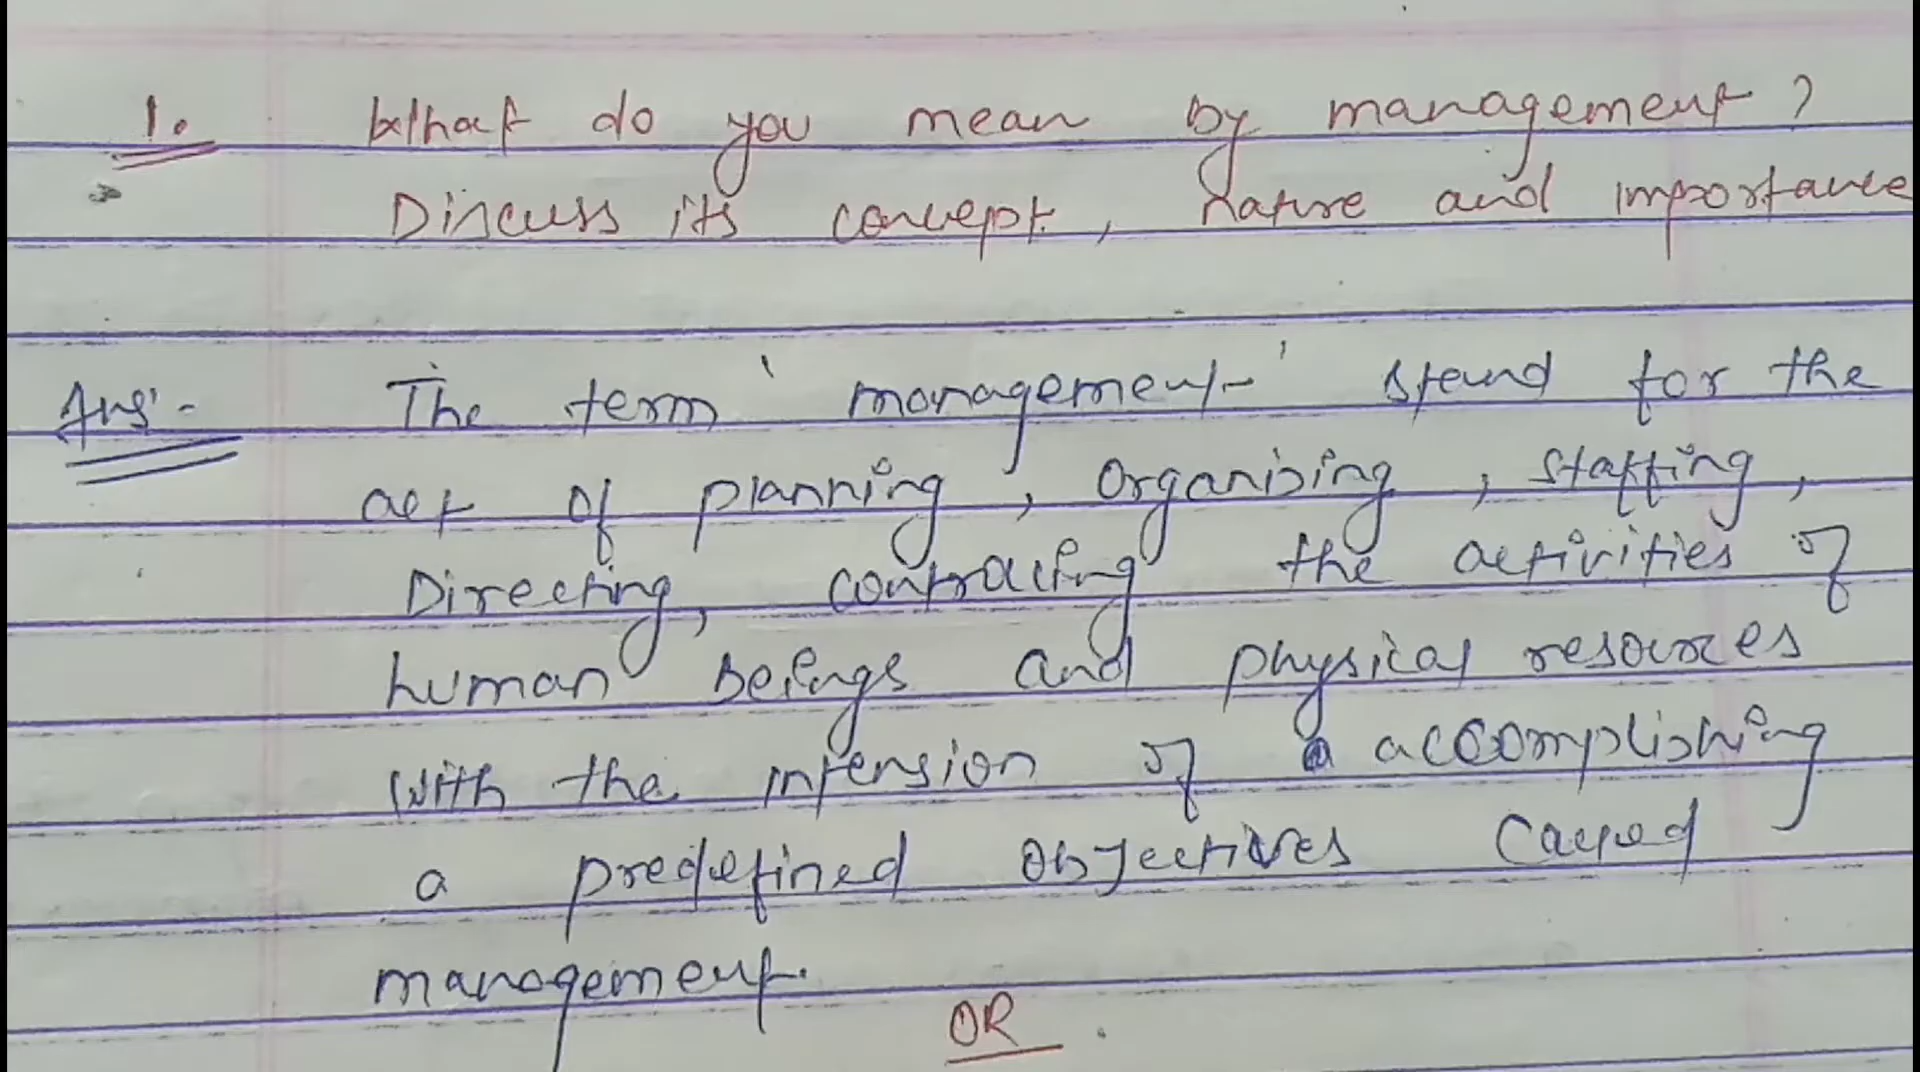 1. What do you mean by management?
Discuss its concept, nature and importance
Ans:- The term 'management' stand for the
act of planning, organising, staffing,
Directing, contracting the activities of
human beings and physical resources
with the intension of a accomplishing
a predefined objectives called
management.
OR